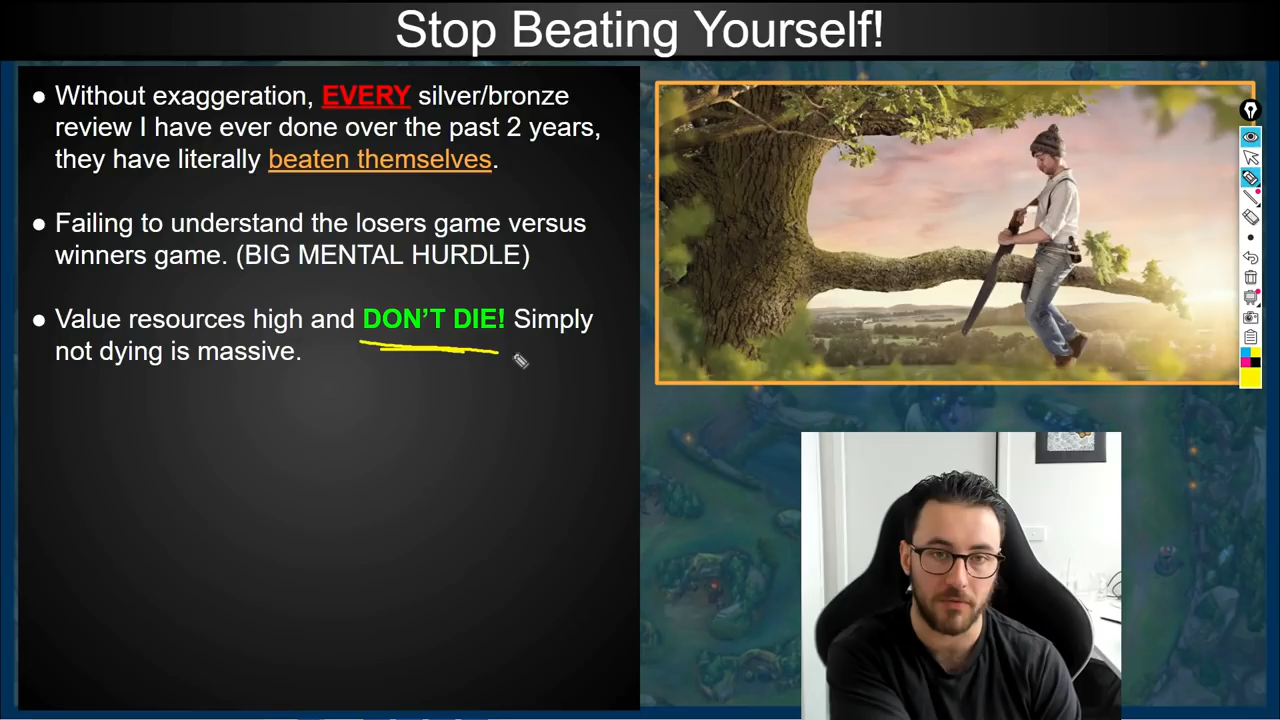 Stop Beating Yourself!
● Without exaggeration, EVERY silver/bronze
review I have ever done over the past 2 years,
they have literally beaten themselves.
● Failing to understand the losers game versus
winners game. (BIG MENTAL HURDLE)
● Value resources high and DON’T DIE! Simply
not dying is massive.